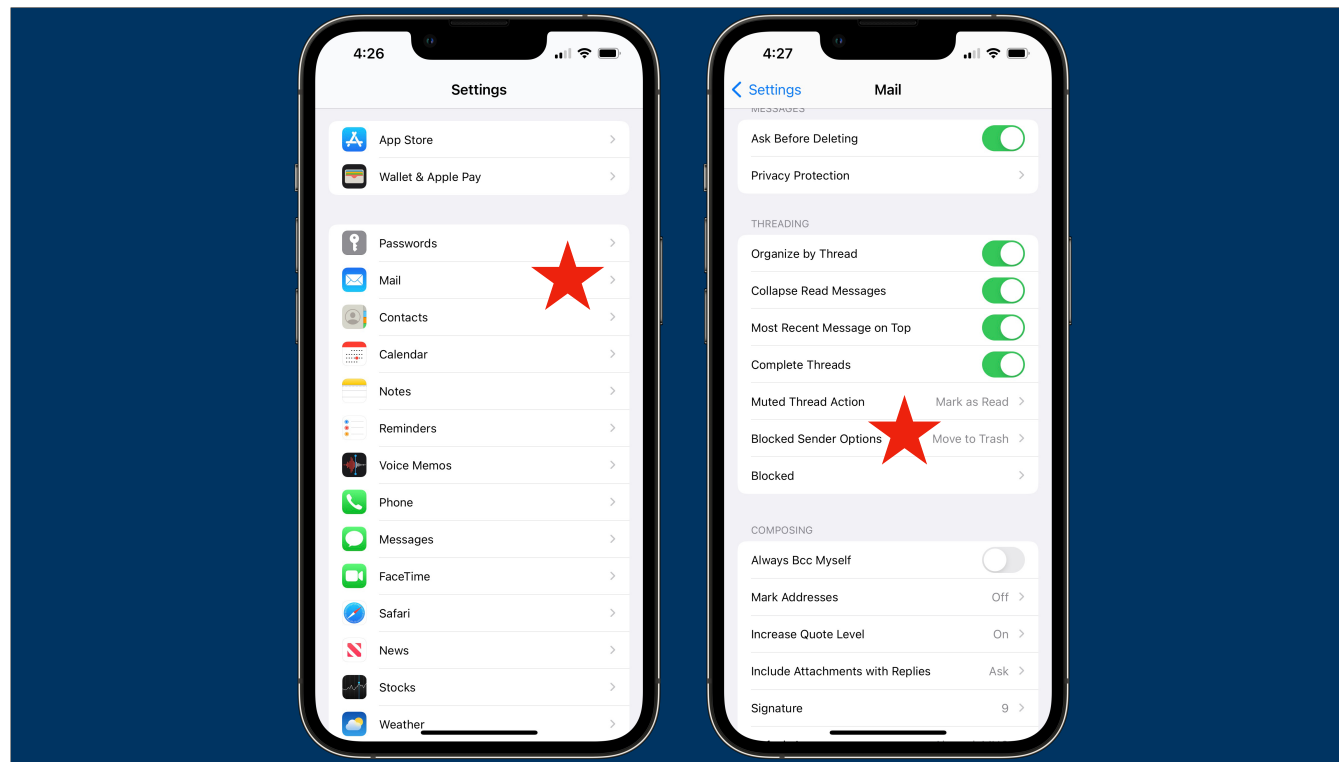 4:26
Settings
App Store
Wallet & Apple Pay
Passwords
Mail
Contacts
Calendar
Notes
Reminders
Voice Memos
Phone
Messages
FaceTime
Safari
News
Stocks
Weather
4:27
Settings
Mail
MESSAGES
Ask Before Deleting
Privacy Protection
THREADING
Organize by Thread
Collapse Read Messages
Most Recent Message on Top
Complete Threads
Muted Thread Action Mark as Read
Blocked Sender Options Move to Trash
Blocked
COMPOSING
Always Bcc Myself
Mark Addresses Off
Increase Quote Level On
Include Attachments with Replies Ask
Signature 9